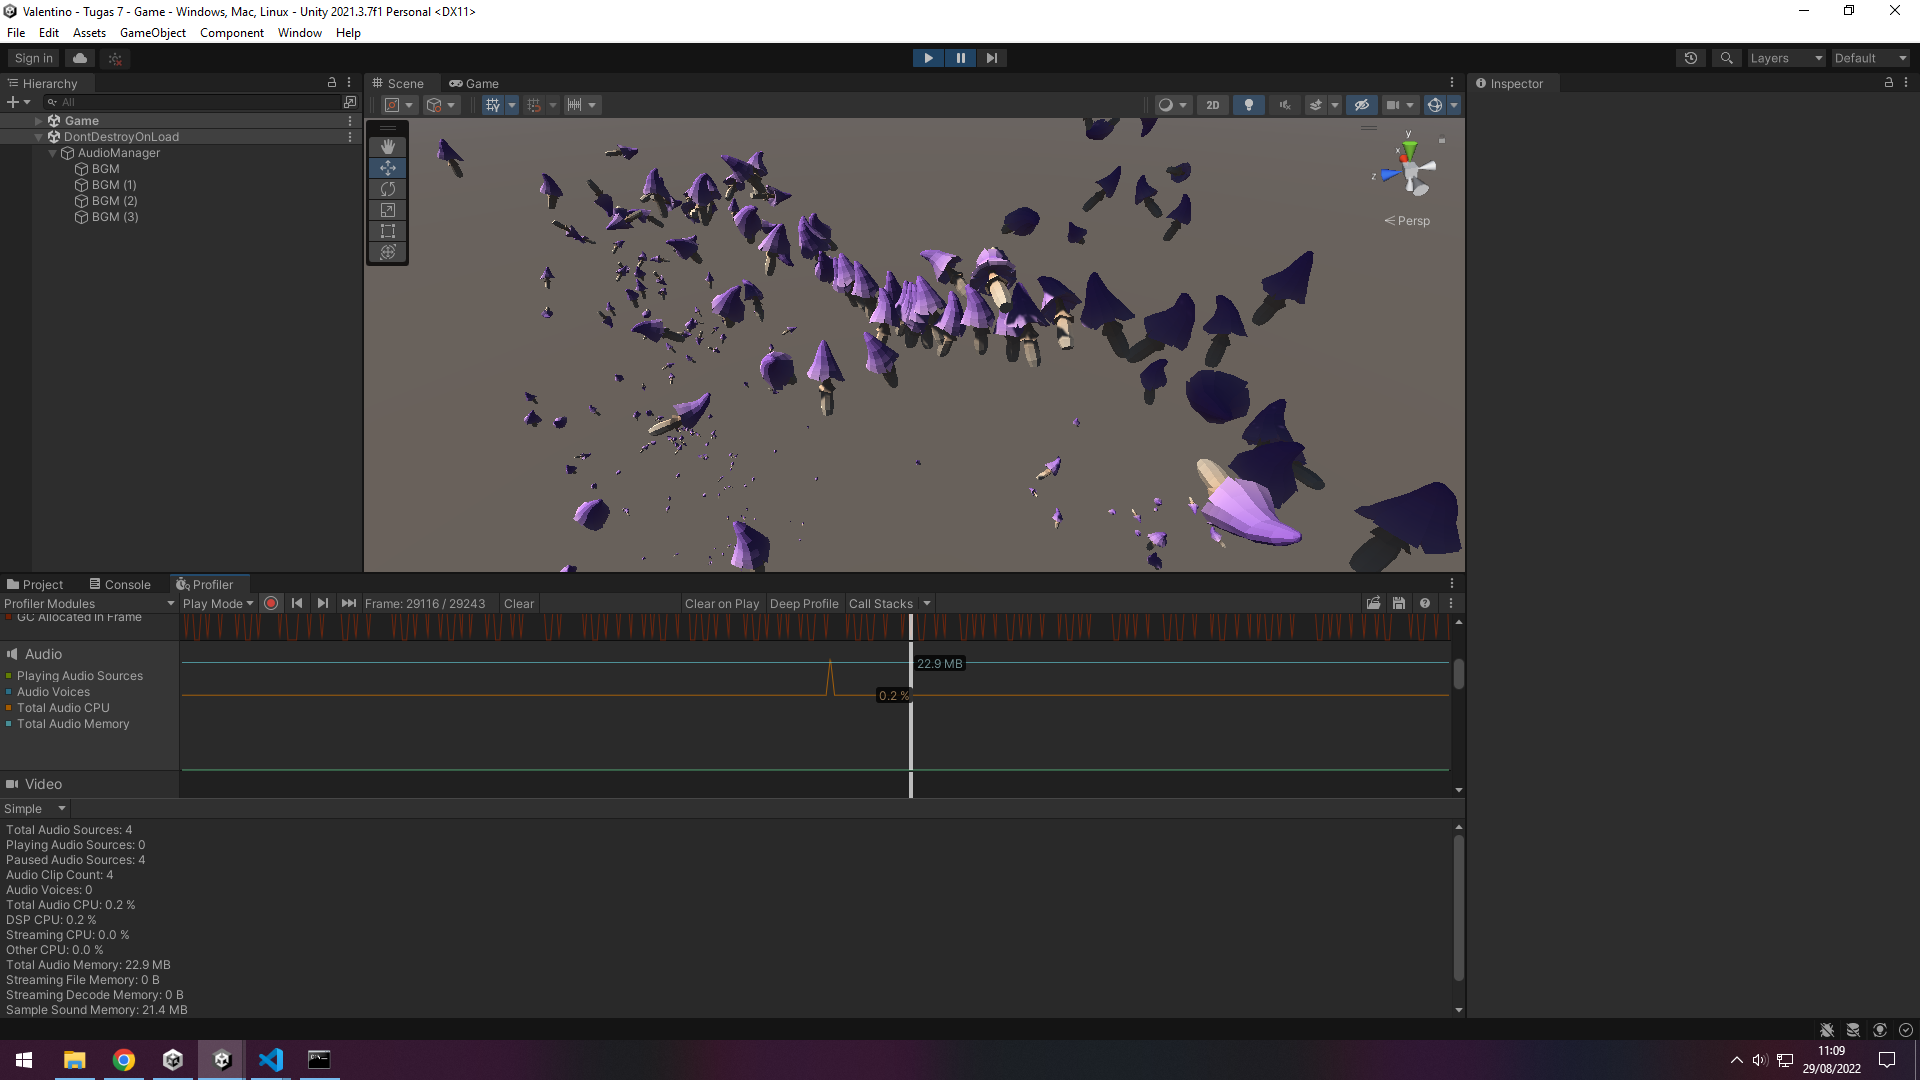 Valentino - Tugas 7 - Game - Windows, Mac, Linux - Unity 2021.3.7f1 Personal <DX11>
File Edit Assets GameObject Component Window Help
Sign in
Layers
Default
Hierarchy
All
Game
DontDestroyOnLoad
AudioManager
BGM
BGM (1)
BGM (2)
BGM (3)
Scene
Game
2D
y
x
z
Persp
Inspector
Project
Console
Profiler
Profiler Modules
Play Mode
Frame: 29116 / 29243
Clear
Clear on Play
Deep Profile
Call Stacks
GC Allocated In Frame
Audio
Playing Audio Sources
Audio Voices
Total Audio CPU
Total Audio Memory
22.9 MB
0.2 %
Video
Simple
Total Audio Sources: 4
Playing Audio Sources: 0
Paused Audio Sources: 4
Audio Clip Count: 4
Audio Voices: 0
Total Audio CPU: 0.2 %
DSP CPU: 0.2 %
Streaming CPU: 0.0 %
Other CPU: 0.0 %
Total Audio Memory: 22.9 MB
Streaming File Memory: 0 B
Streaming Decode Memory: 0 B
Sample Sound Memory: 21.4 MB
11:09
29/08/2022